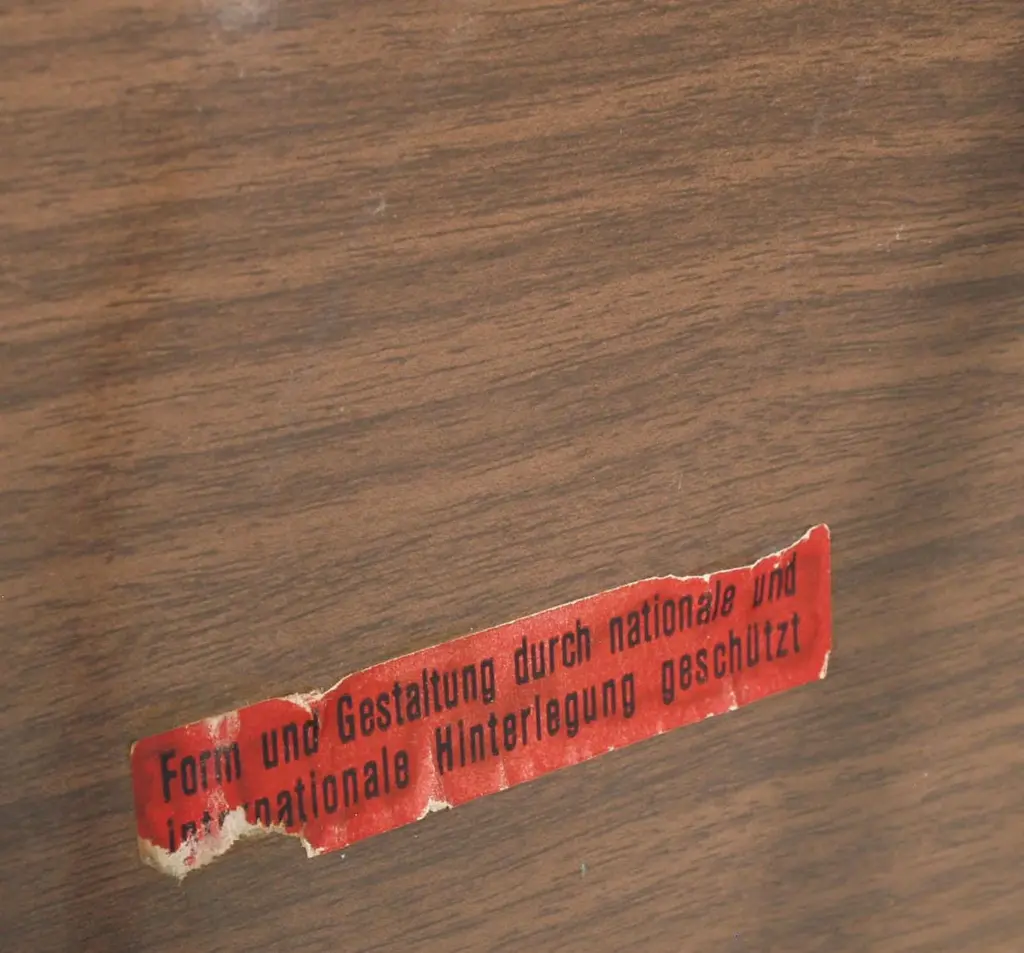 Form und Gestaltung durch nationale und
internationale Hinterlegung geschützt